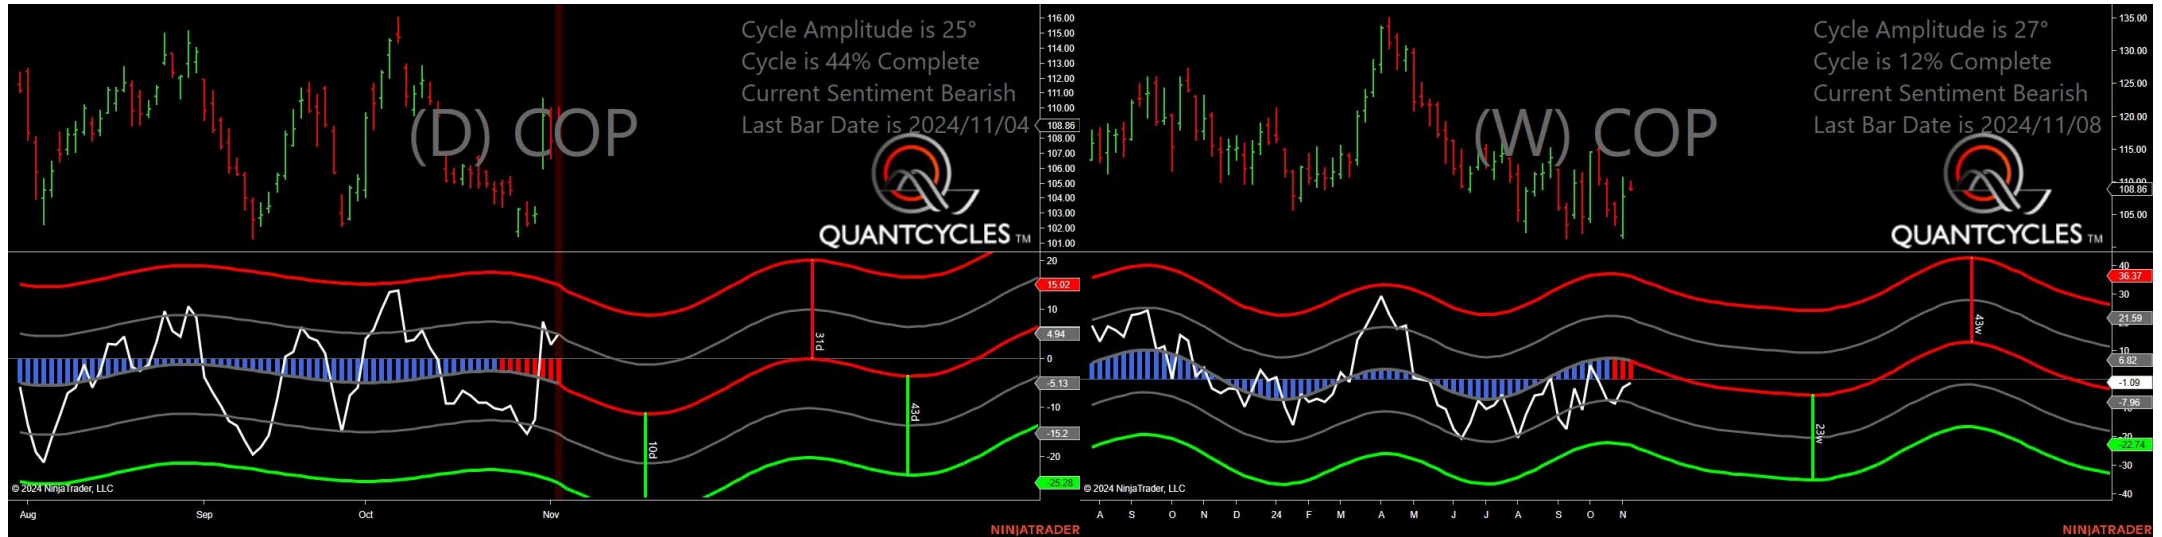 Cycle Amplitude is 25°
Cycle is 44% Complete
Current Sentiment Bearish
Last Bar Date is 2024/11/04
(D) COP
QUANTCYCLES TM
116.00
115.00
114.00
113.00
112.00
111.00
110.00
108.86
108.00
107.00
106.00
105.00
104.00
103.00
102.00
101.00
20
15.02
10
4.94
0
-5.13
-10
-15.2
-20
-25.28
10d
31d
43d
© 2024 NinjaTrader, LLC
Aug Sep Oct Nov
NINJATRADER
Cycle Amplitude is 27°
Cycle is 12% Complete
Current Sentiment Bearish
Last Bar Date is 2024/11/08
(W) COP
QUANTCYCLES TM
135.00
130.00
125.00
120.00
115.00
110.00
108.86
105.00
40
36.37
30
21.59
10
6.82
-1.09
-7.96
-20
-22.74
-30
-40
23w
43w
© 2024 NinjaTrader, LLC
A S O N D 24 F M A M J J A S O N
NINJATRADER